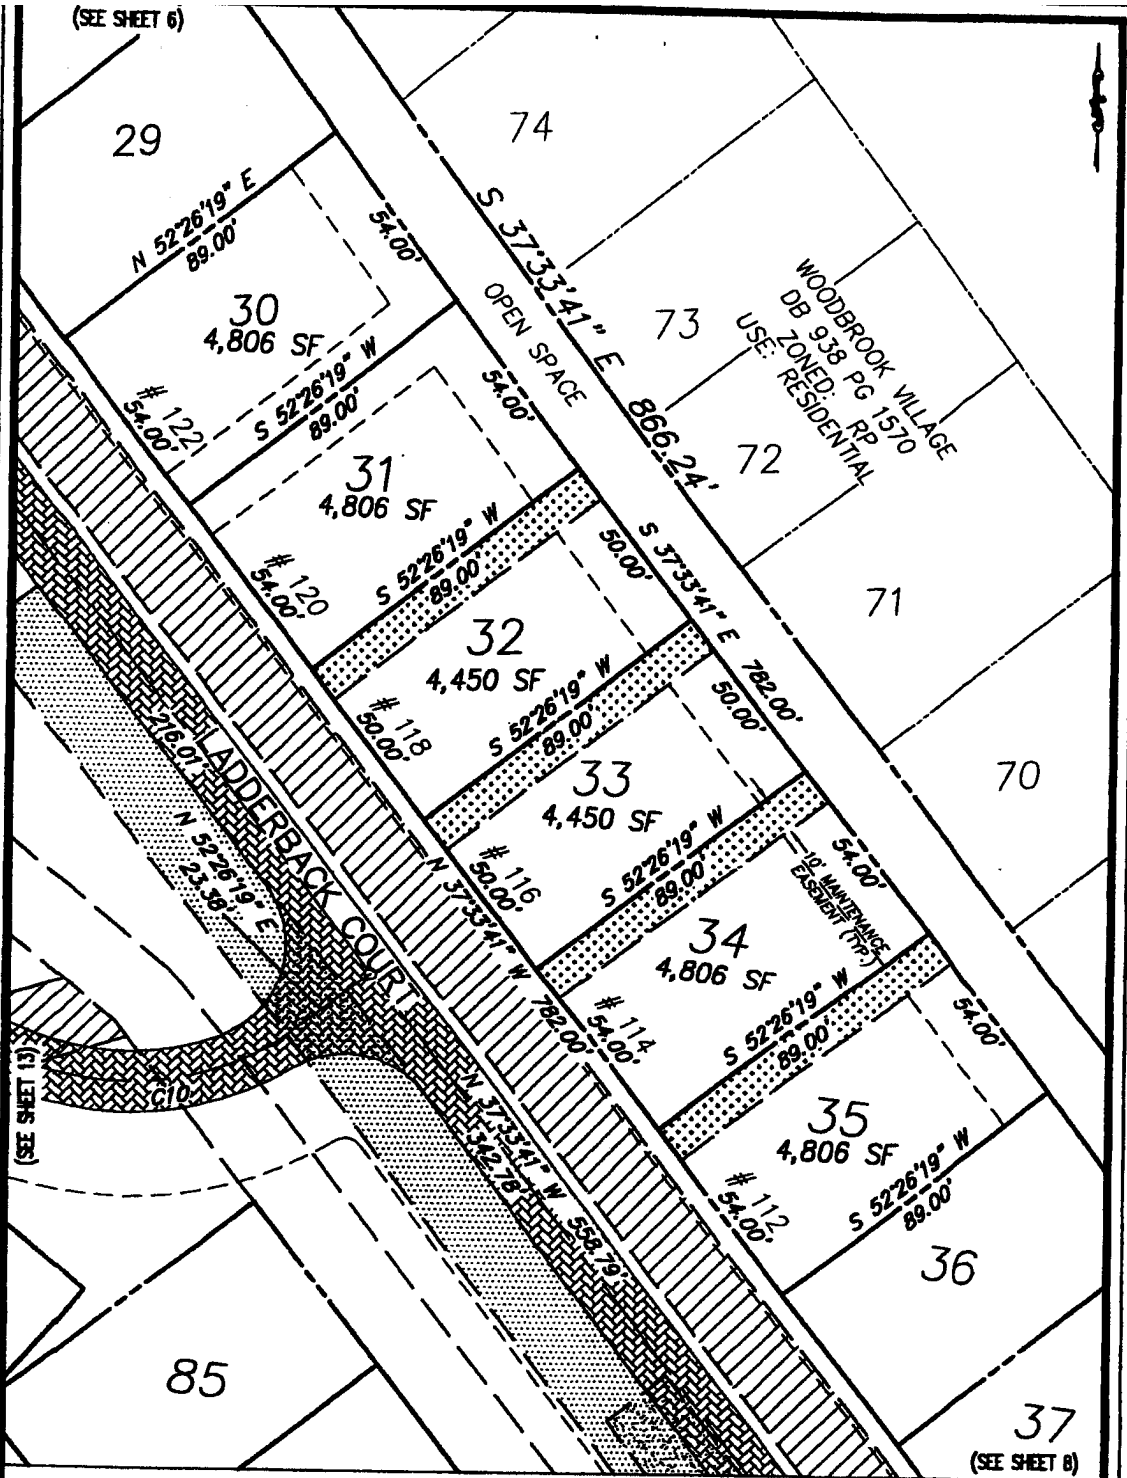 (SEE SHEET 6)
29
74
N 52°26'19" E
89.00'
54.00'
S 37°33'41" E
866.24'
30
4,806 SF
OPEN SPACE
73
WOODBROOK VILLAGE
DB 938 PG 1570
ZONED: RP
USE: RESIDENTIAL
# 122
54.00'
S 52°26'19" W
89.00'
54.00'
72
31
4,806 SF
# 120
54.00'
S 52°26'19" W
89.00'
50.00'
S 37°33'41" E
782.00'
71
32
4,450 SF
# 118
50.00'
S 52°26'19" W
89.00'
50.00'
70
216.01'
LADDERBACK COURT
33
4,450 SF
# 116
50.00'
S 52°26'19" W
89.00'
54.00'
N 52°26'19" E
23.38'
N 37°33'41" W
782.00'
10' MAINTENANCE
EASEMENT (TYP.)
34
4,806 SF
# 114
54.00'
S 52°26'19" W
89.00'
54.00'
(SEE SHEET 13)
C10
N 37°33'41" W
342.78'
558.79'
35
4,806 SF
# 112
54.00'
S 52°26'19" W
89.00'
36
85
37
(SEE SHEET 8)